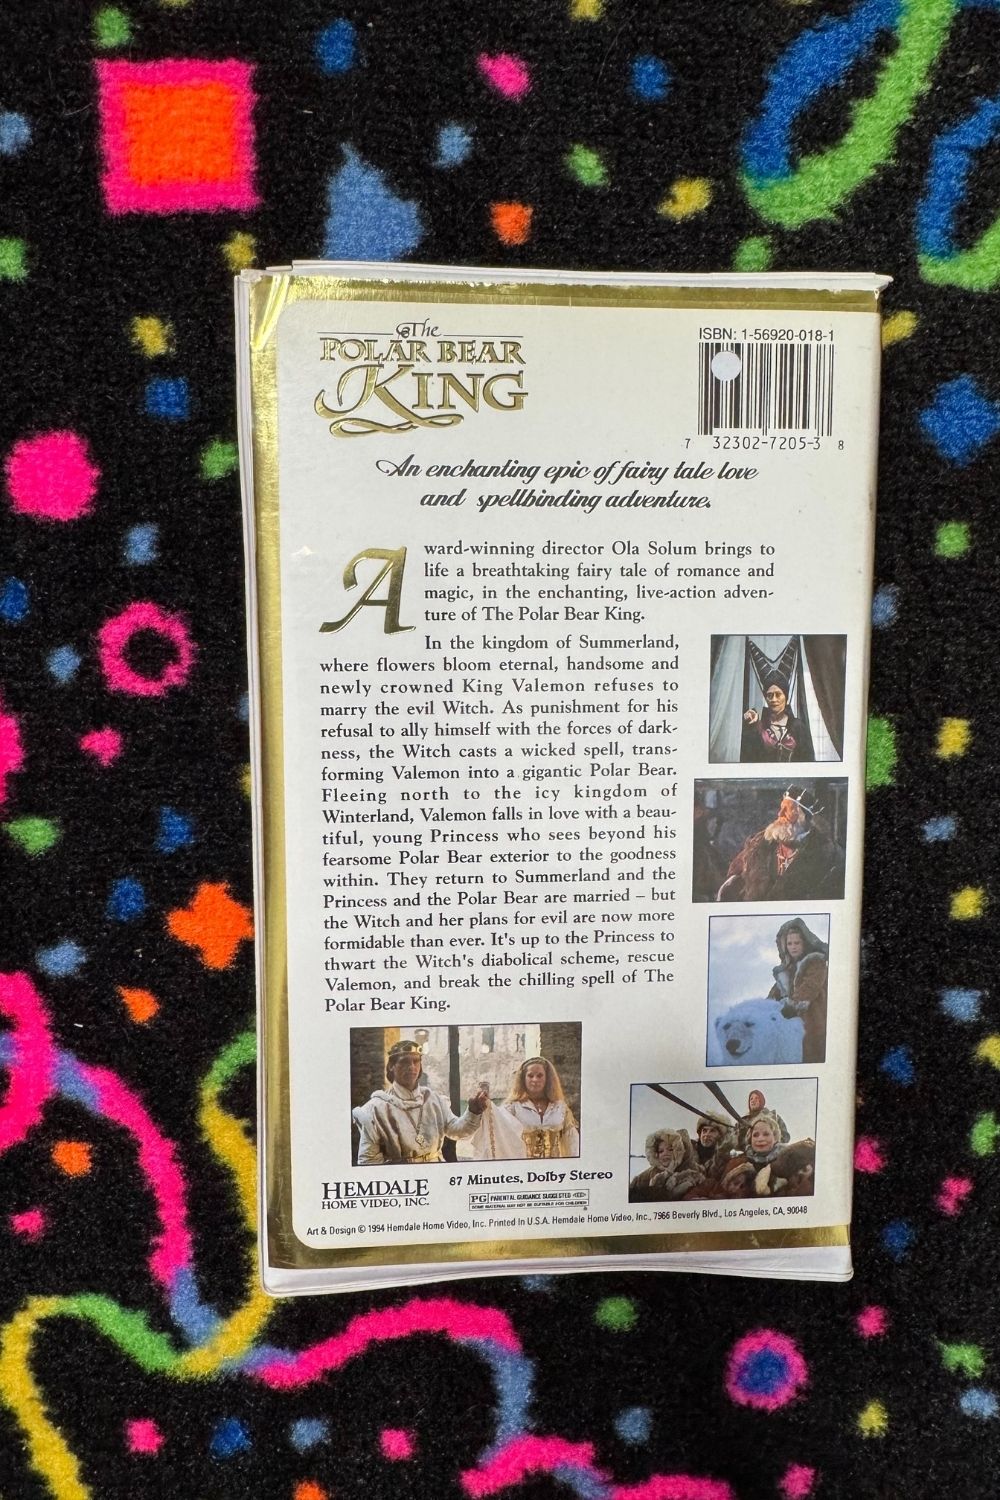 The
POLAR BEAR
KING
ISBN: 1-56920-018-1
7 32302-7205-3 8
An enchanting epic of fairy tale love
and spellbinding adventure.
Award-winning director Ola Solum brings to
life a breathtaking fairy tale of romance and
magic, in the enchanting, live-action adven-
ture of The Polar Bear King.
In the kingdom of Summerland,
where flowers bloom eternal, handsome and
newly crowned King Valemon refuses to
marry the evil Witch. As punishment for his
refusal to ally himself with the forces of dark-
ness, the Witch casts a wicked spell, trans-
forming Valemon into a gigantic Polar Bear.
Fleeing north to the icy kingdom of
Winterland, Valemon falls in love with a beau-
tiful, young Princess who sees beyond his
fearsome Polar Bear exterior to the goodness
within. They return to Summerland and the
Princess and the Polar Bear are married – but
the Witch and her plans for evil are now more
formidable than ever. It's up to the Princess to
thwart the Witch's diabolical scheme, rescue
Valemon, and break the chilling spell of The
Polar Bear King.
HEMDALE
HOME VIDEO, INC.
87 Minutes, Dolby Stereo
PG PARENTAL GUIDANCE SUGGESTED
SOME MATERIAL MAY NOT BE SUITABLE FOR CHILDREN
Art & Design © 1994 Hemdale Home Video, Inc. Printed In U.S.A. Hemdale Home Video, Inc., 7966 Beverly Blvd., Los Angeles, CA, 90048